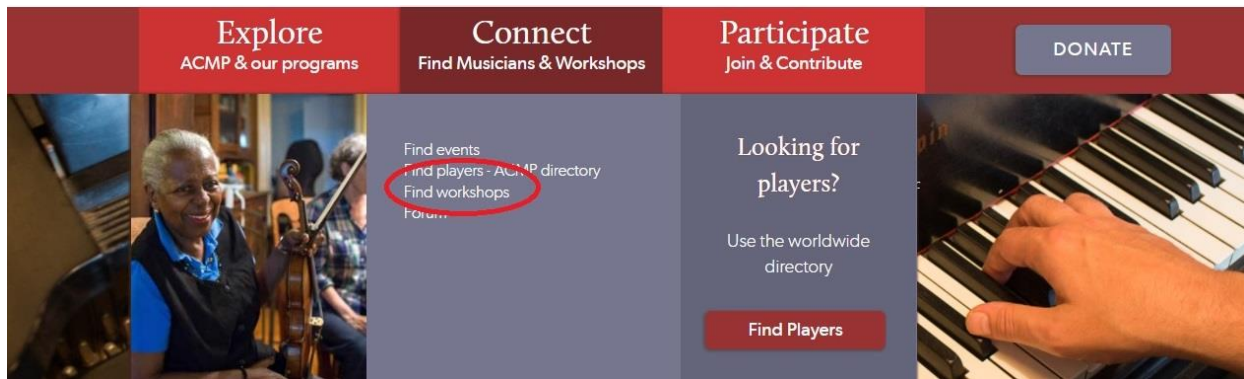 Explore
ACMP & our programs
Connect
Find Musicians & Workshops
Participate
Join & Contribute
DONATE
Find events
Find players - ACMP directory
Find workshops
Forum
Looking for
players?
Use the worldwide
directory
Find Players